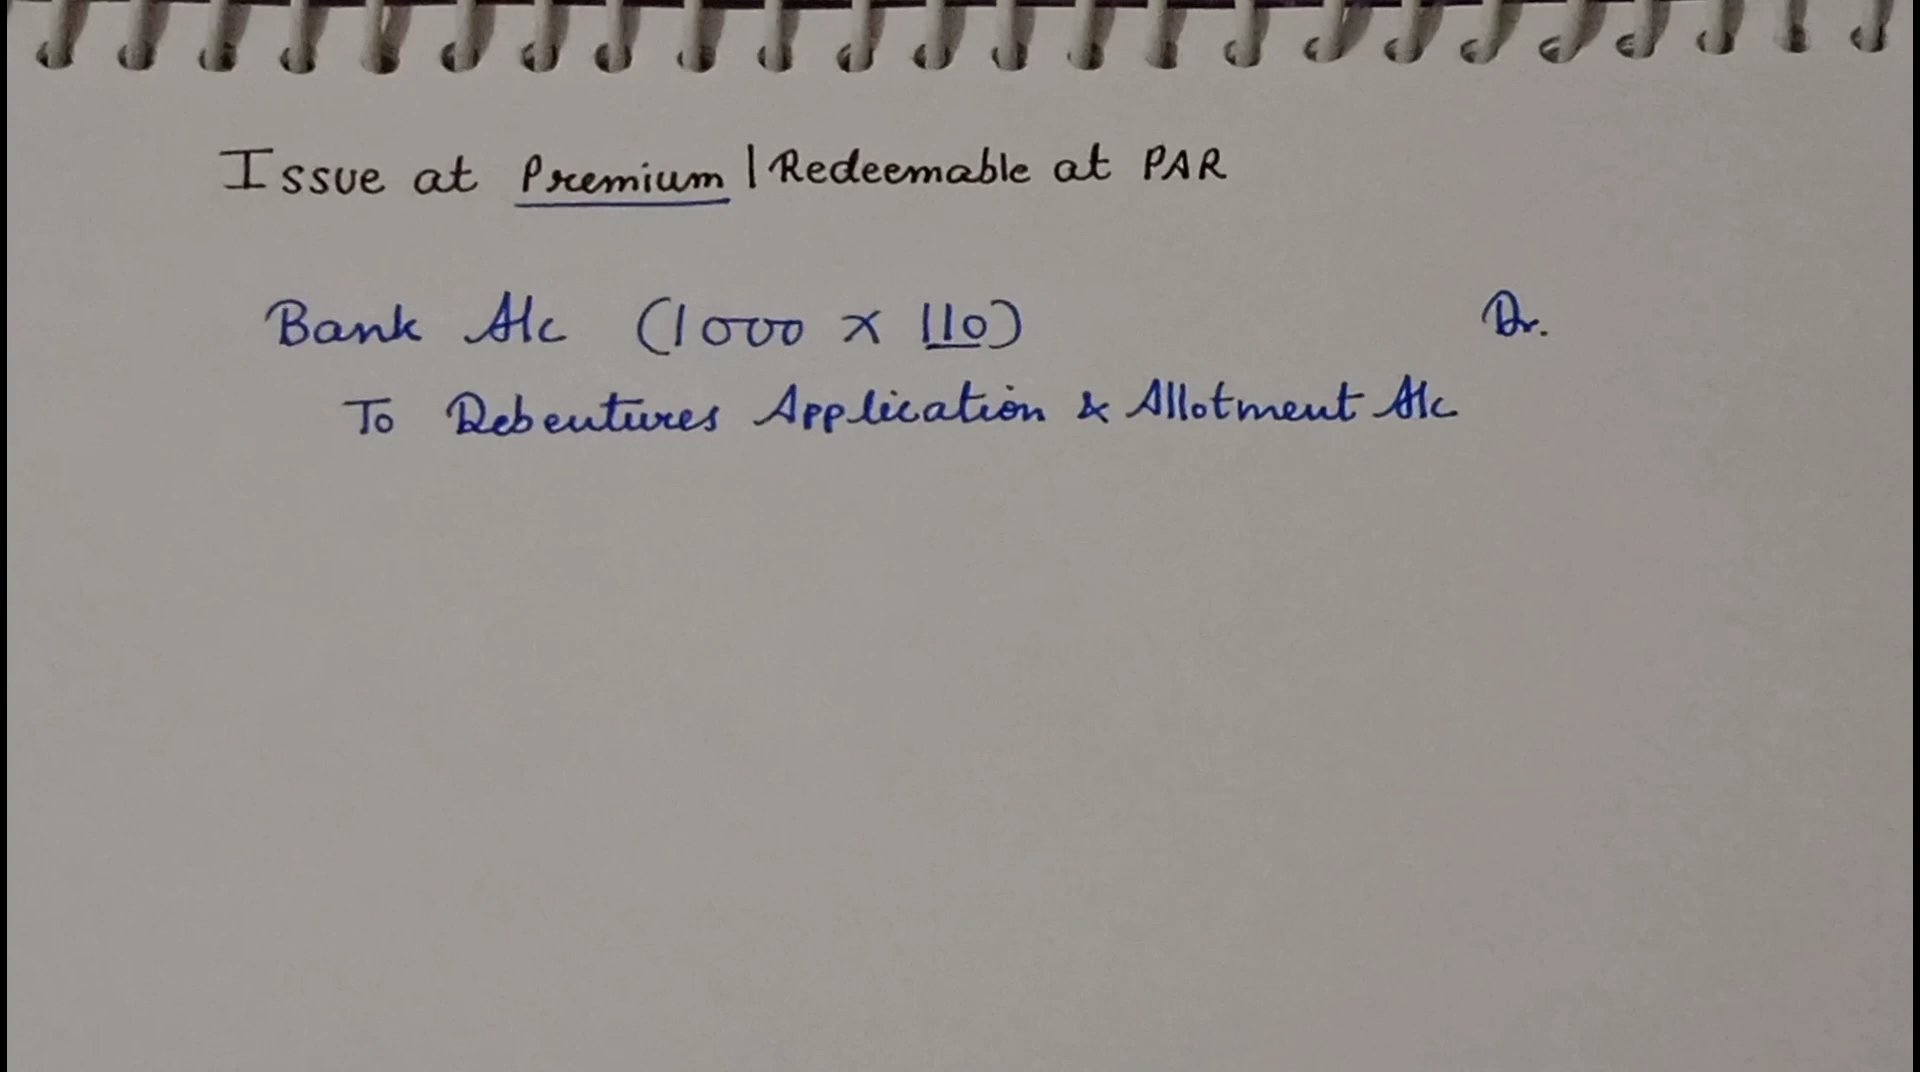 Issue at Premium | Redeemable at PAR
Bank A/c (1000 x 110) Dr.
To Debentures Application & Allotment A/c